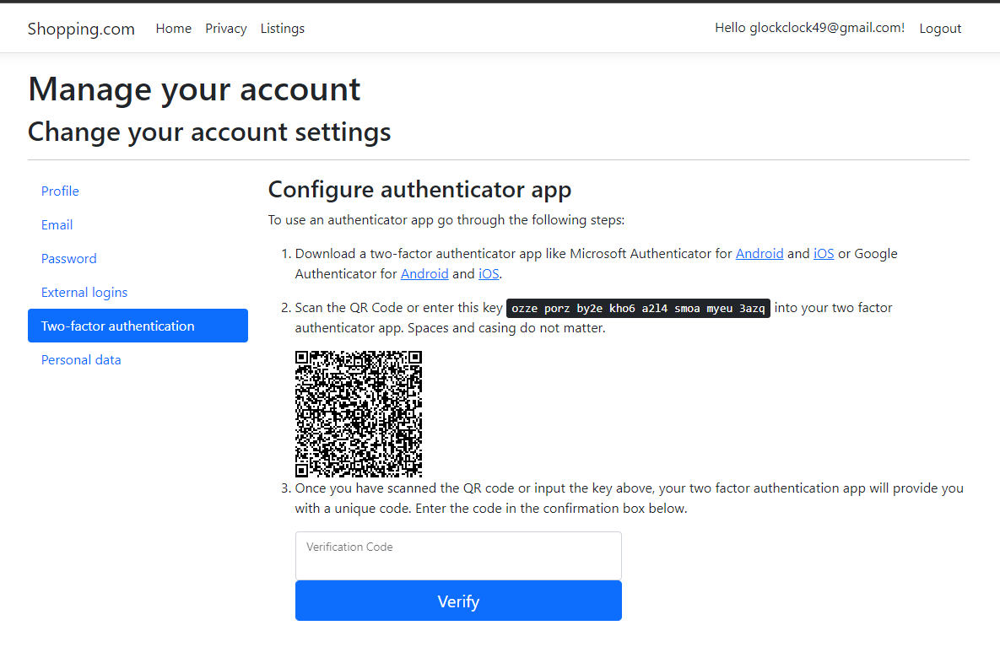 Shopping.com Home Privacy Listings Hello glockclock49@gmail.com! Logout
Manage your account
Change your account settings
Profile
Email
Password
External logins
Two-factor authentication
Personal data
Configure authenticator app
To use an authenticator app go through the following steps:
1. Download a two-factor authenticator app like Microsoft Authenticator for Android and iOS or Google
Authenticator for Android and iOS.
2. Scan the QR Code or enter this key ozze porz by2e kho6 a2l4 smoa myeu 3azq into your two factor
authenticator app. Spaces and casing do not matter.
3. Once you have scanned the QR code or input the key above, your two factor authentication app will provide you
with a unique code. Enter the code in the confirmation box below.
Verification Code
Verify